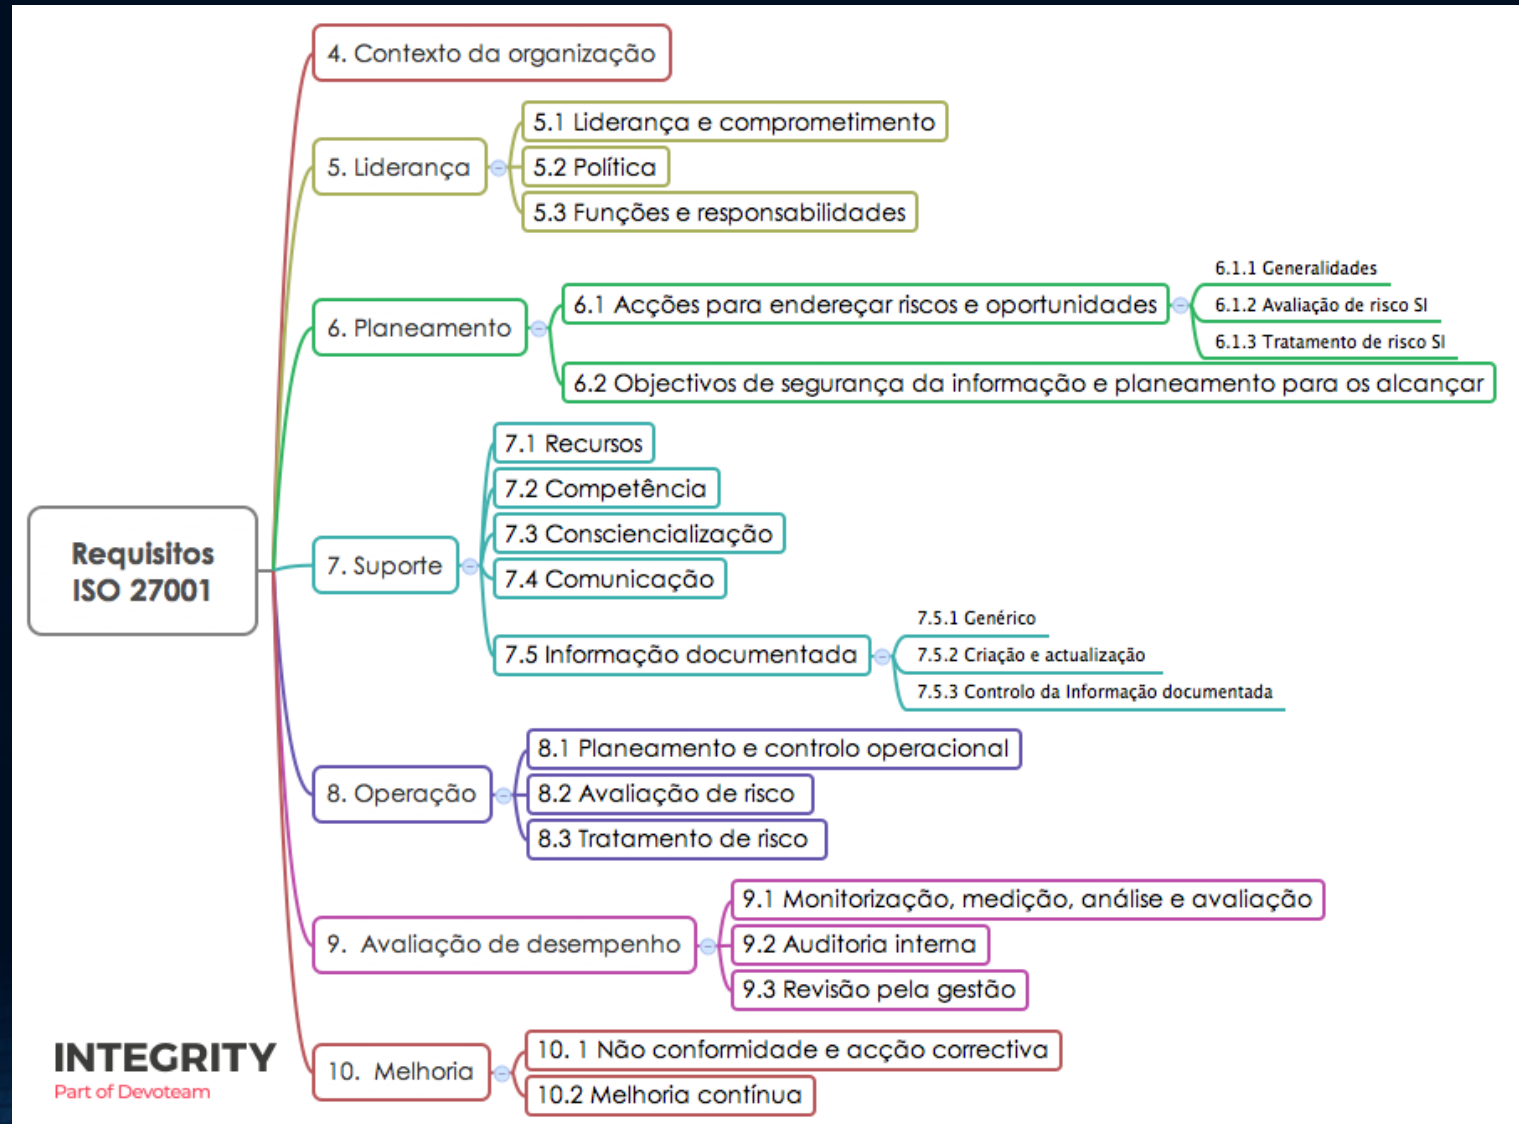 4. Contexto da organização
5. Liderança
5.1 Liderança e comprometimento
5.2 Política
5.3 Funções e responsabilidades
6. Planeamento
6.1 Acções para endereçar riscos e oportunidades
6.1.1 Generalidades
6.1.2 Avaliação de risco SI
6.1.3 Tratamento de risco SI
6.2 Objectivos de segurança da informação e planeamento para os alcançar
Requisitos
ISO 27001
7. Suporte
7.1 Recursos
7.2 Competência
7.3 Consciencialização
7.4 Comunicação
7.5 Informação documentada
7.5.1 Genérico
7.5.2 Criação e actualização
7.5.3 Controlo da Informação documentada
8. Operação
8.1 Planeamento e controlo operacional
8.2 Avaliação de risco
8.3 Tratamento de risco
9. Avaliação de desempenho
9.1 Monitorização, medição, análise e avaliação
9.2 Auditoria interna
9.3 Revisão pela gestão
10. Melhoria
10. 1 Não conformidade e acção correctiva
10.2 Melhoria contínua
INTEGRITY
Part of Devoteam